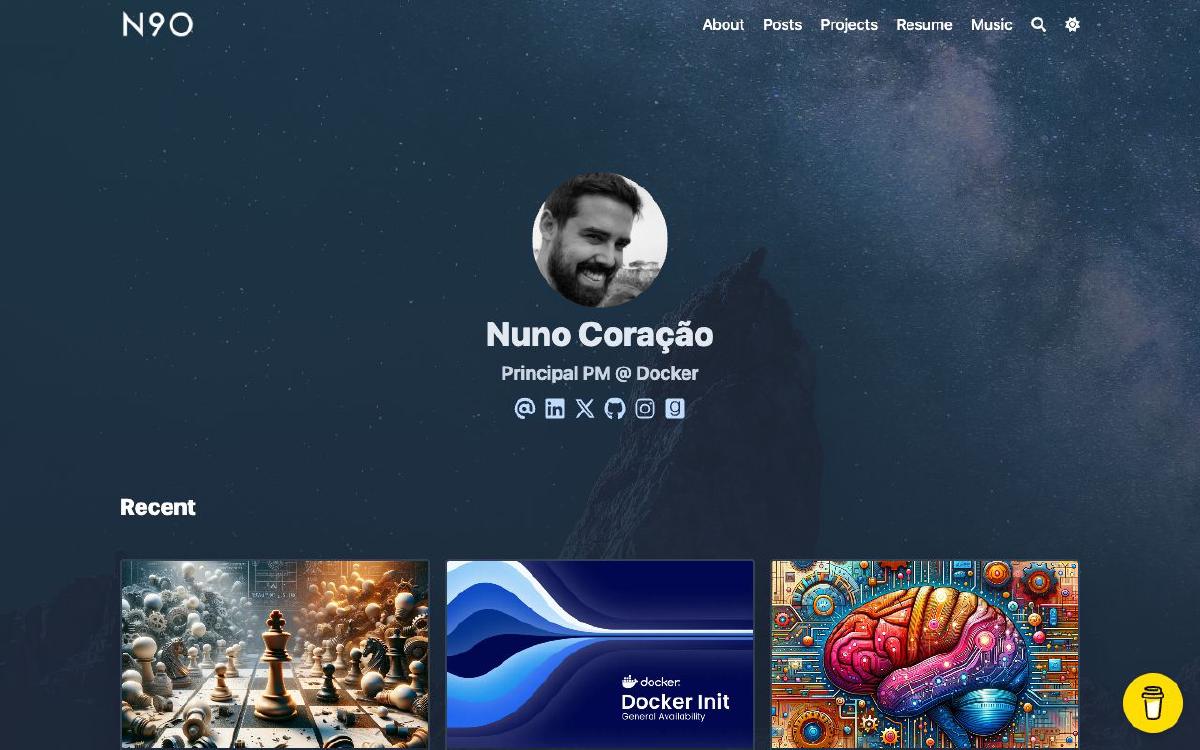 N9O
About Posts Projects Resume Music
Nuno Coração
Principal PM @ Docker
Recent
docker
Docker Init
General Availability